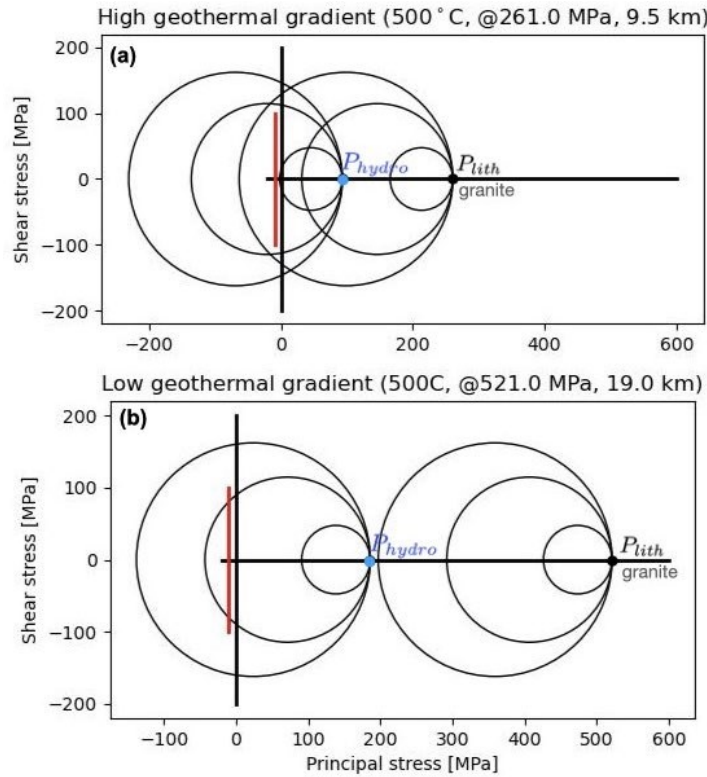 High geothermal gradient (500°C, @261.0 MPa, 9.5 km)
(a)
200
100
0
−100
−200
Shear stress [MPa]
P_hydro
P_lith
granite
−200 0 200 400 600
Low geothermal gradient (500C, @521.0 MPa, 19.0 km)
(b)
200
100
0
−100
−200
Shear stress [MPa]
P_hydro
P_lith
granite
−100 0 100 200 300 400 500 600
Principal stress [MPa]